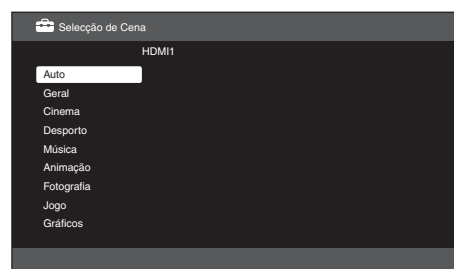 Selecção de Cena
HDMI1
Auto
Geral
Cinema
Desporto
Música
Animação
Fotografia
Jogo
Gráficos